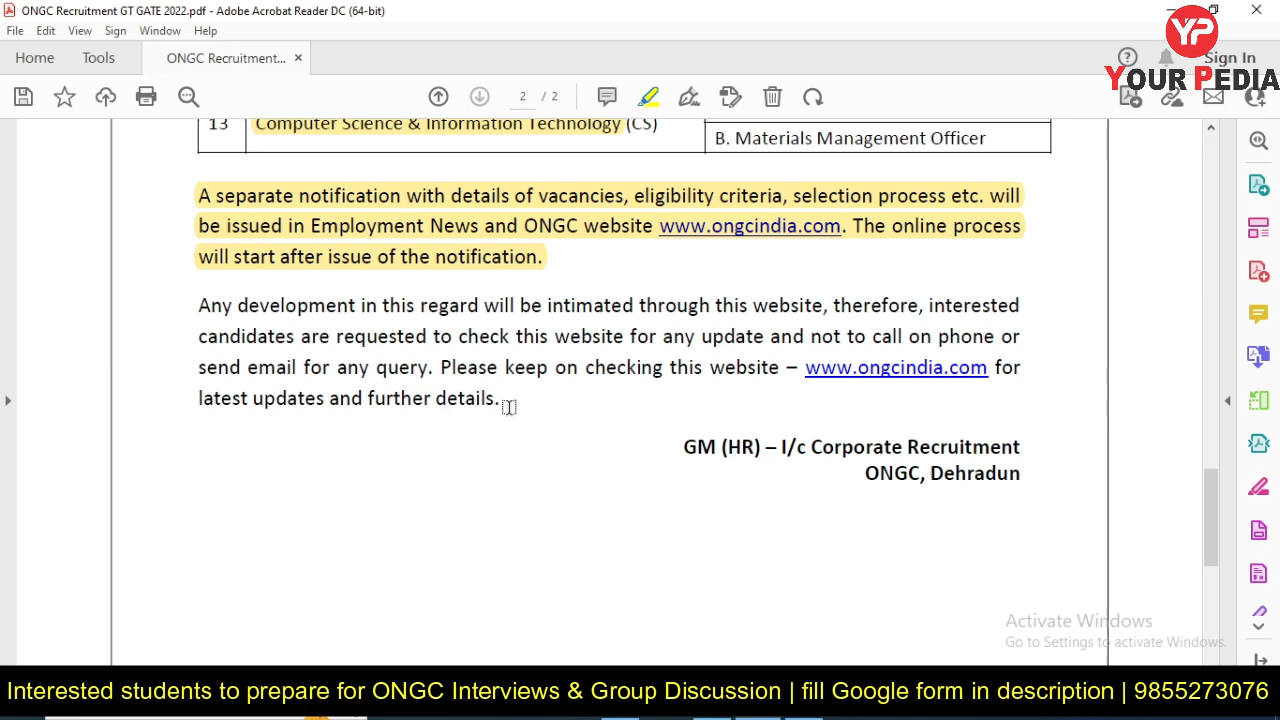 ONGC Recruitment GT GATE 2022.pdf - Adobe Acrobat Reader DC (64-bit)
File Edit View Sign Window Help
Home Tools ONGC Recruitment... ×
Sign In
YP
YOUR PEDIA
2 / 2
13 Computer Science & Information Technology (CS)
B. Materials Management Officer
A separate notification with details of vacancies, eligibility criteria, selection process etc. will
be issued in Employment News and ONGC website www.ongcindia.com. The online process
will start after issue of the notification.
Any development in this regard will be intimated through this website, therefore, interested
candidates are requested to check this website for any update and not to call on phone or
send email for any query. Please keep on checking this website – www.ongcindia.com for
latest updates and further details.
GM (HR) – I/c Corporate Recruitment
ONGC, Dehradun
Activate Windows
Go to Settings to activate Windows.
Interested students to prepare for ONGC Interviews & Group Discussion | fill Google form in description | 9855273076